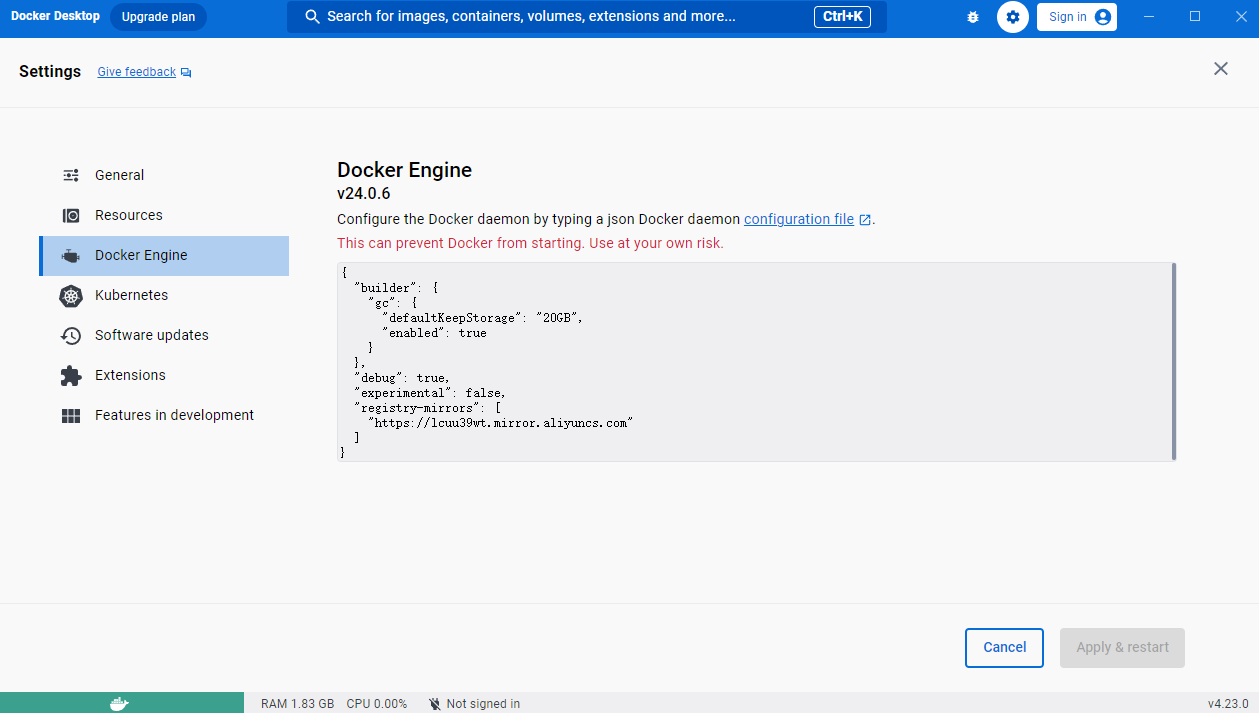 Docker Desktop Upgrade plan Search for images, containers, volumes, extensions and more... Ctrl+K Sign in
Settings Give feedback
General
Resources
Docker Engine
Kubernetes
Software updates
Extensions
Features in development
Docker Engine
v24.0.6
Configure the Docker daemon by typing a json Docker daemon configuration file.
This can prevent Docker from starting. Use at your own risk.
{
  "builder": {
    "gc": {
      "defaultKeepStorage": "20GB",
      "enabled": true
    }
  },
  "debug": true,
  "experimental": false,
  "registry-mirrors": [
    "https://lcuu39wt.mirror.aliyuncs.com"
  ]
}
Cancel Apply & restart
RAM 1.83 GB CPU 0.00% Not signed in v4.23.0